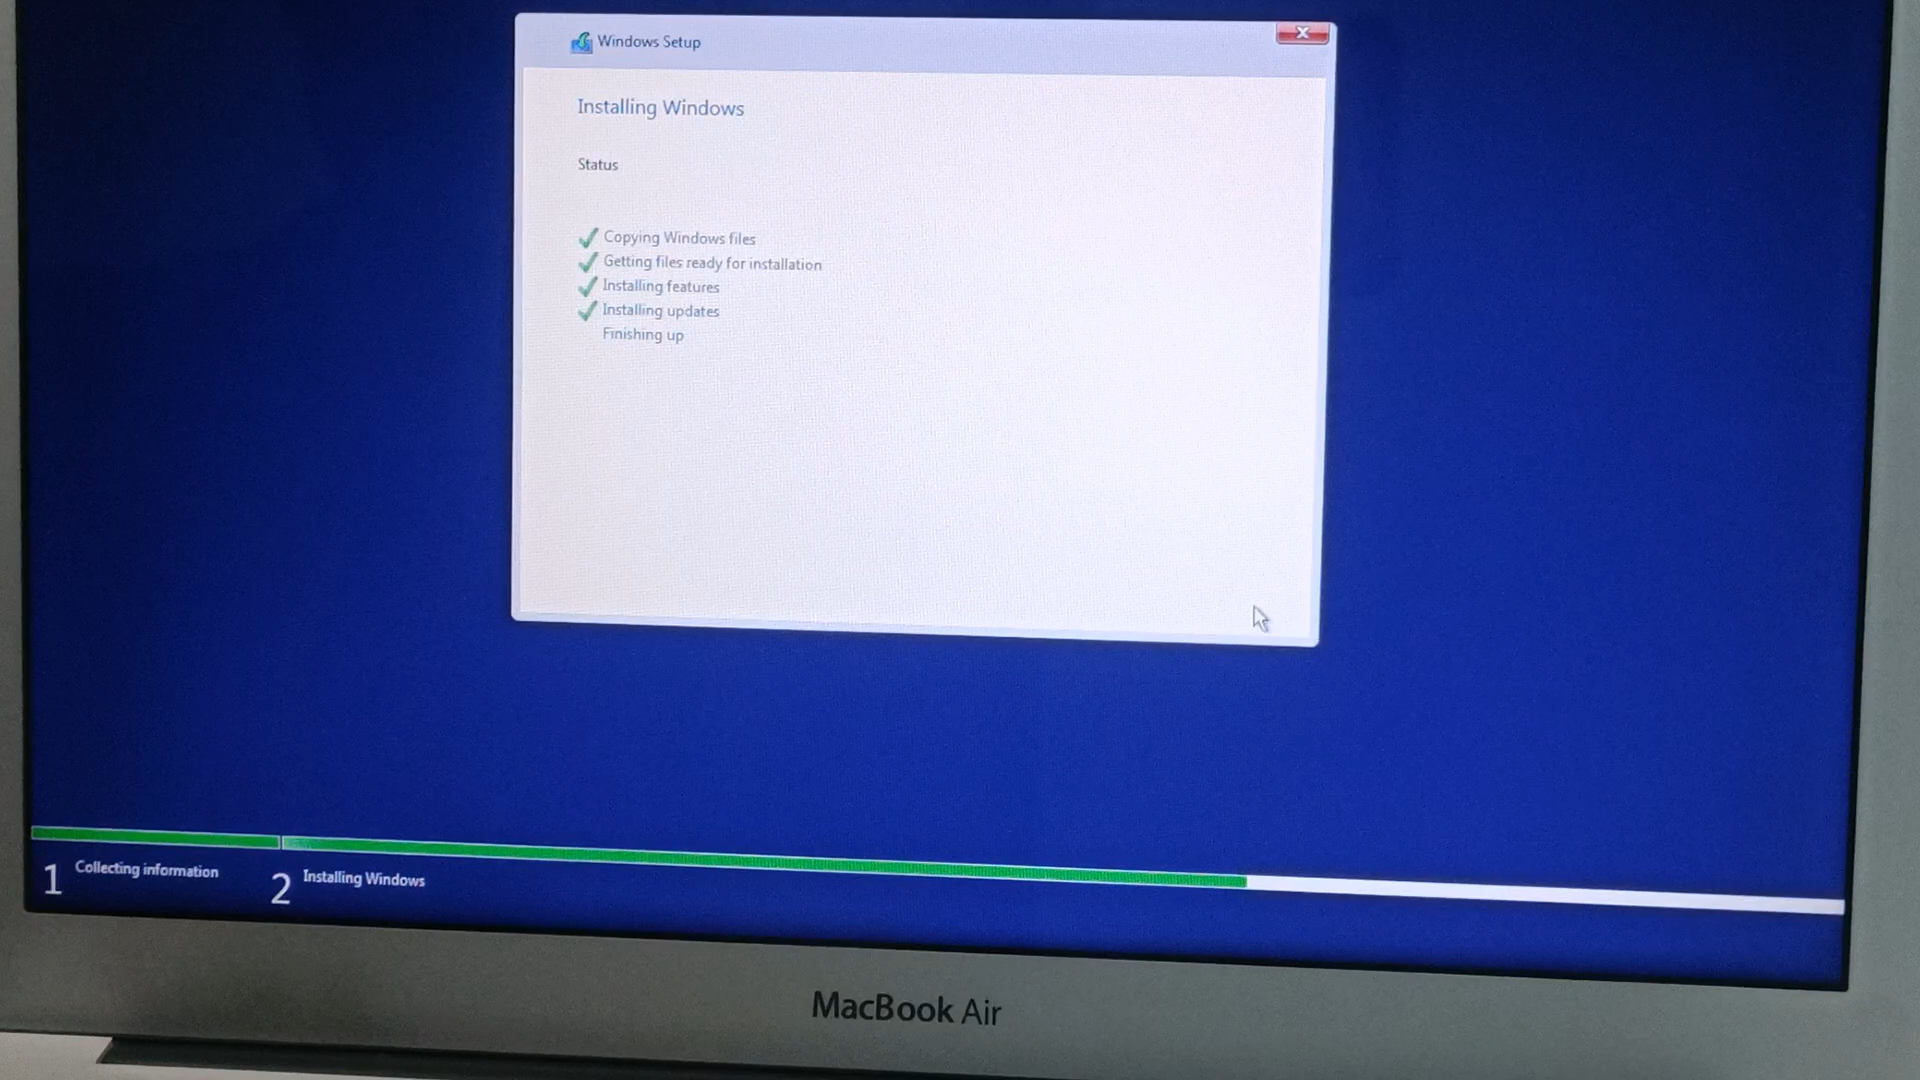 Windows Setup
Installing Windows
Status
Copying Windows files
Getting files ready for installation
Installing features
Installing updates
Finishing up
1 Collecting information
2 Installing Windows
MacBook Air